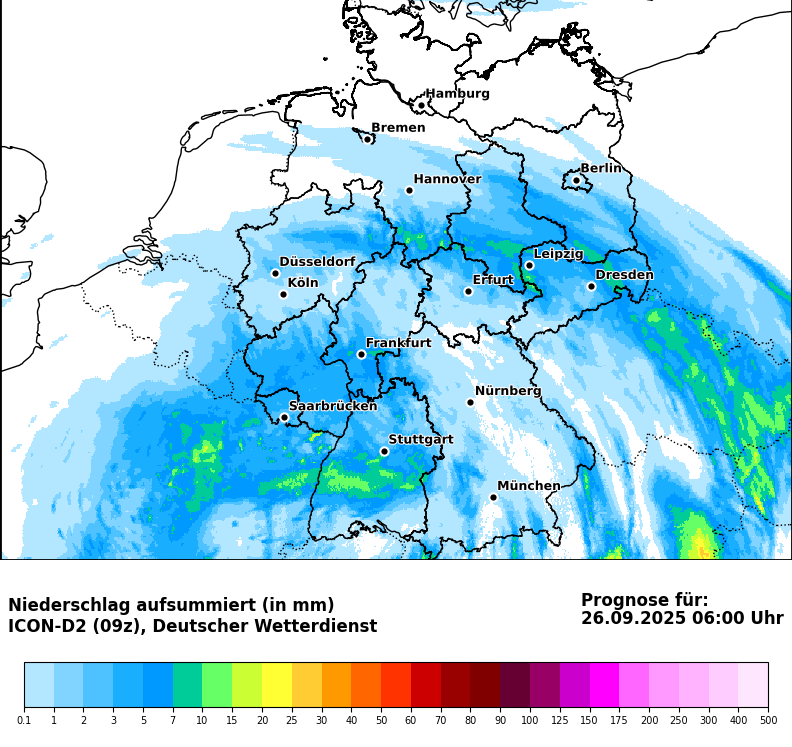 Hamburg
Bremen
Berlin
Hannover
Leipzig
Düsseldorf
Dresden
Köln
Erfurt
Frankfurt
Nürnberg
Saarbrücken
Stuttgart
München
Niederschlag aufsummiert (in mm)
ICON-D2 (09z), Deutscher Wetterdienst
Prognose für:
26.09.2025 06:00 Uhr
0.1 1 2 3 5 7 10 15 20 25 30 40 50 60 70 80 90 100 125 150 175 200 250 300 400 500